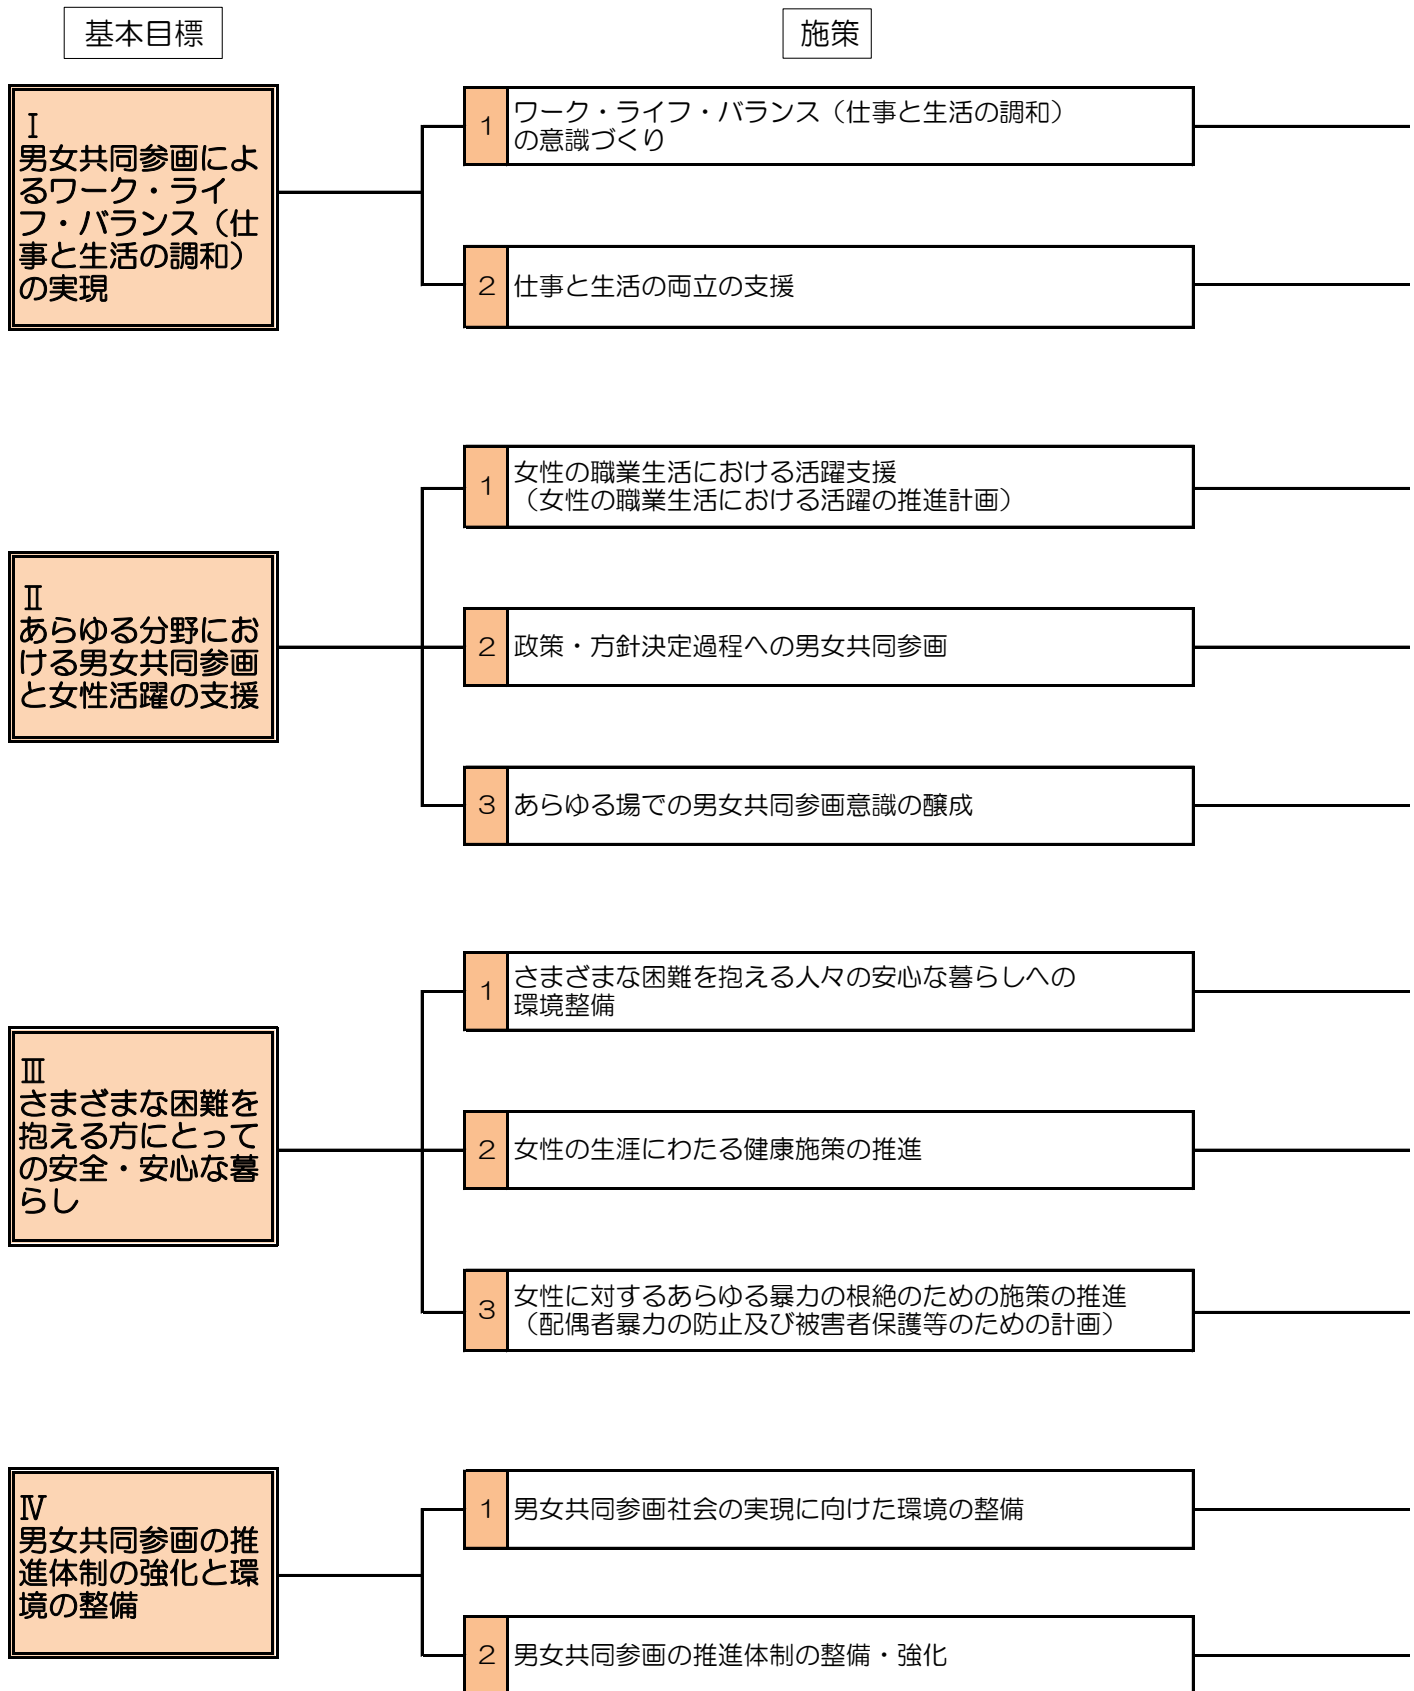 基本目標
施策
Ⅰ
男女共同参画によ
るワーク・ライ
フ・バランス（仕
事と生活の調和）
の実現
1
ワーク・ライフ・バランス（仕事と生活の調和）
の意識づくり
2
仕事と生活の両立の支援
Ⅱ
あらゆる分野にお
ける男女共同参画
と女性活躍の支援
1
女性の職業生活における活躍支援
（女性の職業生活における活躍の推進計画）
2
政策・方針決定過程への男女共同参画
3
あらゆる場での男女共同参画意識の醸成
Ⅲ
さまざまな困難を
抱える方にとって
の安全・安心な暮
らし
1
さまざまな困難を抱える人々の安心な暮らしへの
環境整備
2
女性の生涯にわたる健康施策の推進
3
女性に対するあらゆる暴力の根絶のための施策の推進
（配偶者暴力の防止及び被害者保護等のための計画）
Ⅳ
男女共同参画の推
進体制の強化と環
境の整備
1
男女共同参画社会の実現に向けた環境の整備
2
男女共同参画の推進体制の整備・強化